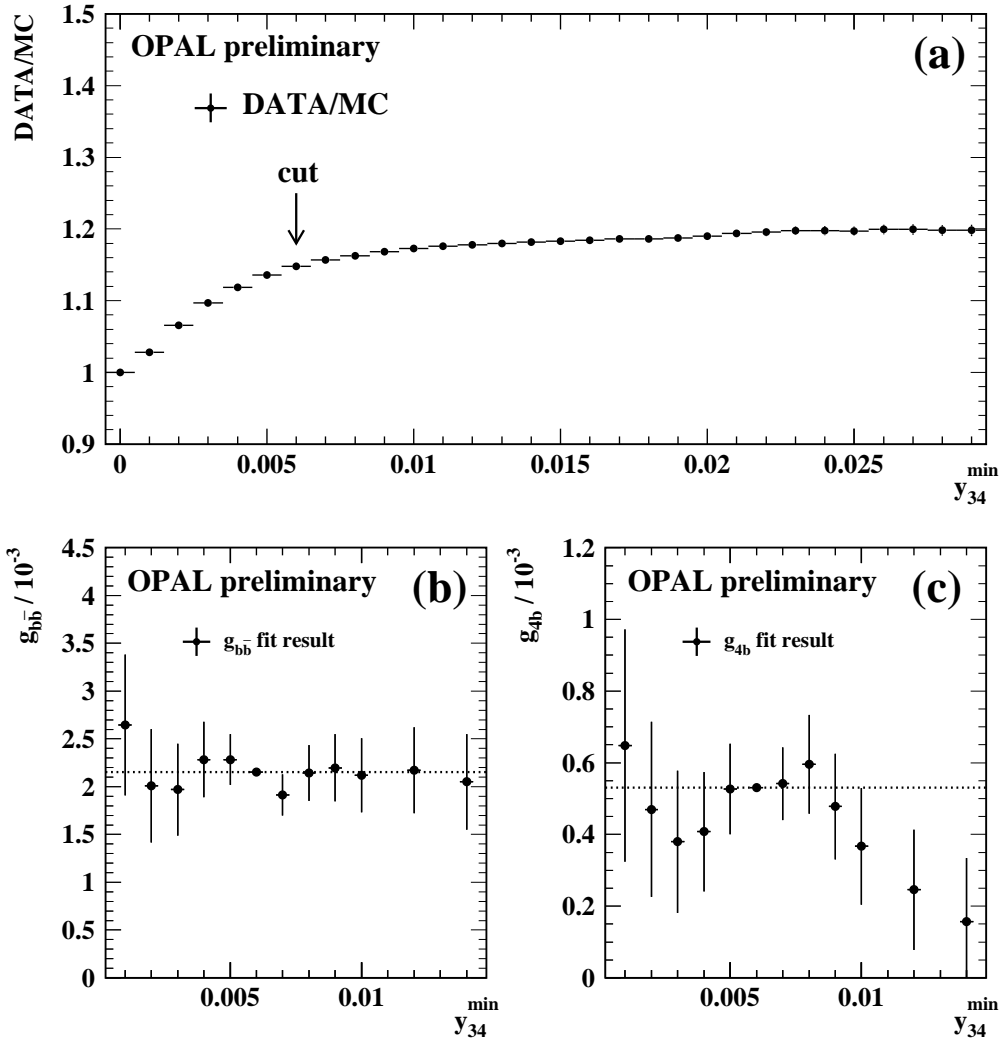 DATA/MC
1.5
1.4
1.3
1.2
1.1
1
0.9
OPAL preliminary
(a)
DATA/MC
cut
0 0.005 0.01 0.015 0.02 0.025
y34^min
g_bb̄ / 10^-3
4.5
4
3.5
3
2.5
2
1.5
1
0.5
0
OPAL preliminary (b)
g_bb̄ fit result
0.005 0.01
y34^min
g_4b / 10^-3
1.2
1
0.8
0.6
0.4
0.2
0
OPAL preliminary (c)
g_4b fit result
0.005 0.01
y34^min